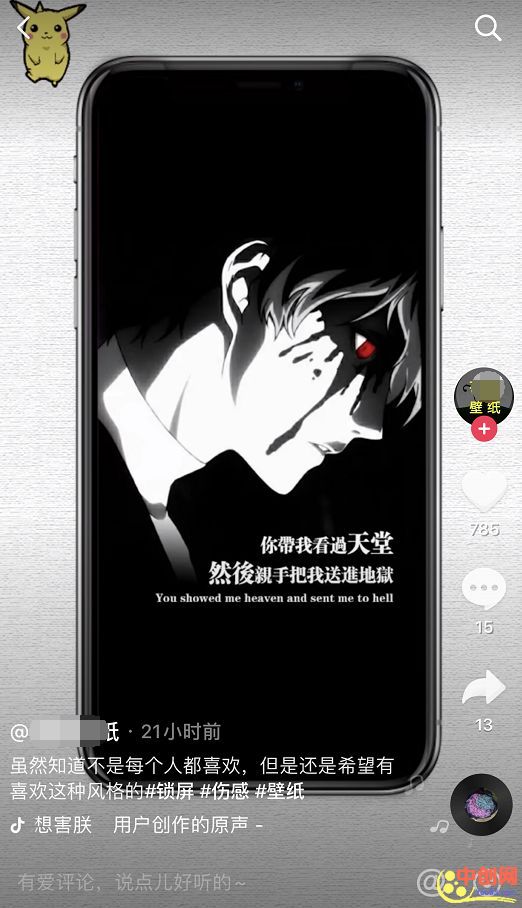 壁纸
你帶我看過天堂
然後親手把我送進地獄
You showed me heaven and sent me to hell
785
15
13
@
纸 · 21小时前
虽然知道不是每个人都喜欢，但是还是希望有
喜欢这种风格的#锁屏 #伤感 #壁纸
想害朕 用户创作的原声 -
有爱评论，说点儿好听的~
@
中创网